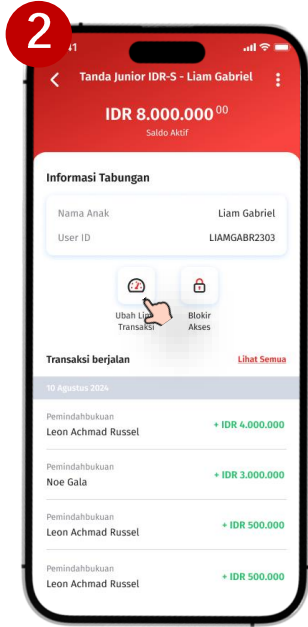 2
41
Tanda Junior IDR-S - Liam Gabriel
IDR 8.000.000 00
Saldo Aktif
Informasi Tabungan
Nama Anak Liam Gabriel
User ID LIAMGABR2303
Ubah Blokir
Transaksi Akses
Transaksi berjalan Lihat Semua
10 Agustus 2024
Pemindahbukuan
Leon Achmad Russel + IDR 4.000.000
Pemindahbukuan
Noe Gala + IDR 3.000.000
Pemindahbukuan
Leon Achmad Russel + IDR 500.000
Pemindahbukuan
Leon Achmad Russel + IDR 500.000